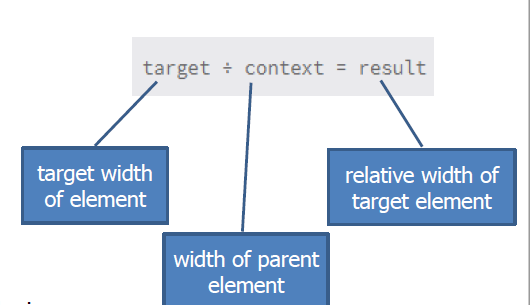 target ÷ context = result
target width
of element
relative width of
target element
width of parent
element